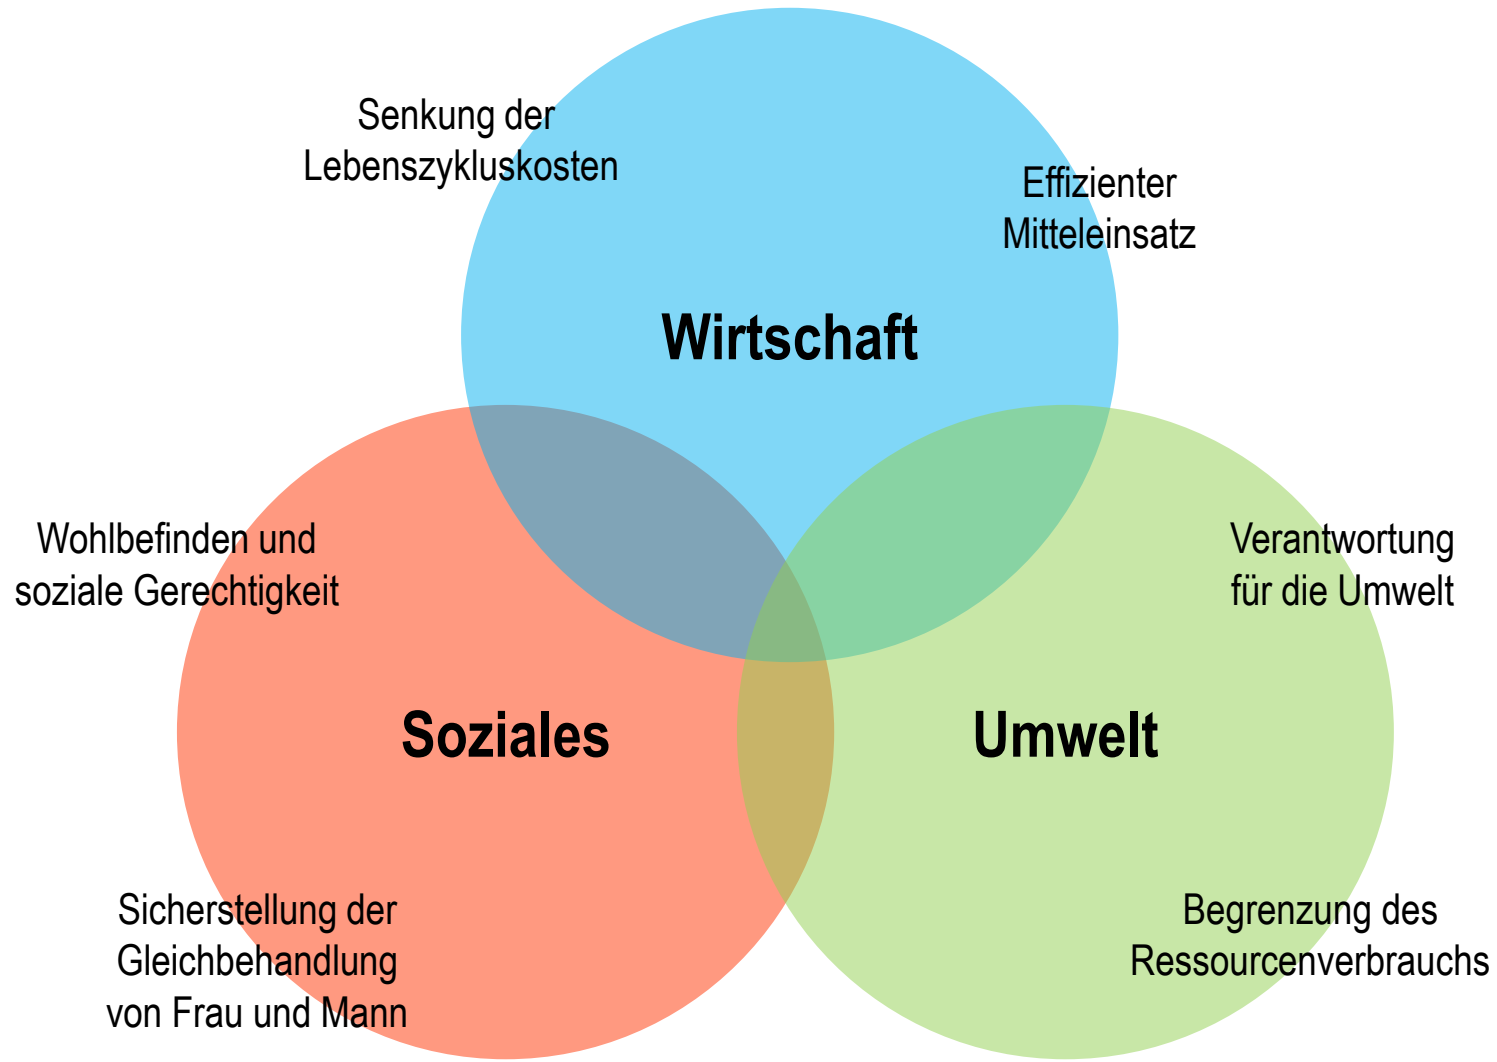 Senkung der
Lebenszykluskosten
Effizienter
Mitteleinsatz
Wirtschaft
Wohlbefinden und
soziale Gerechtigkeit
Verantwortung
für die Umwelt
Soziales
Umwelt
Sicherstellung der
Gleichbehandlung
von Frau und Mann
Begrenzung des
Ressourcenverbrauchs